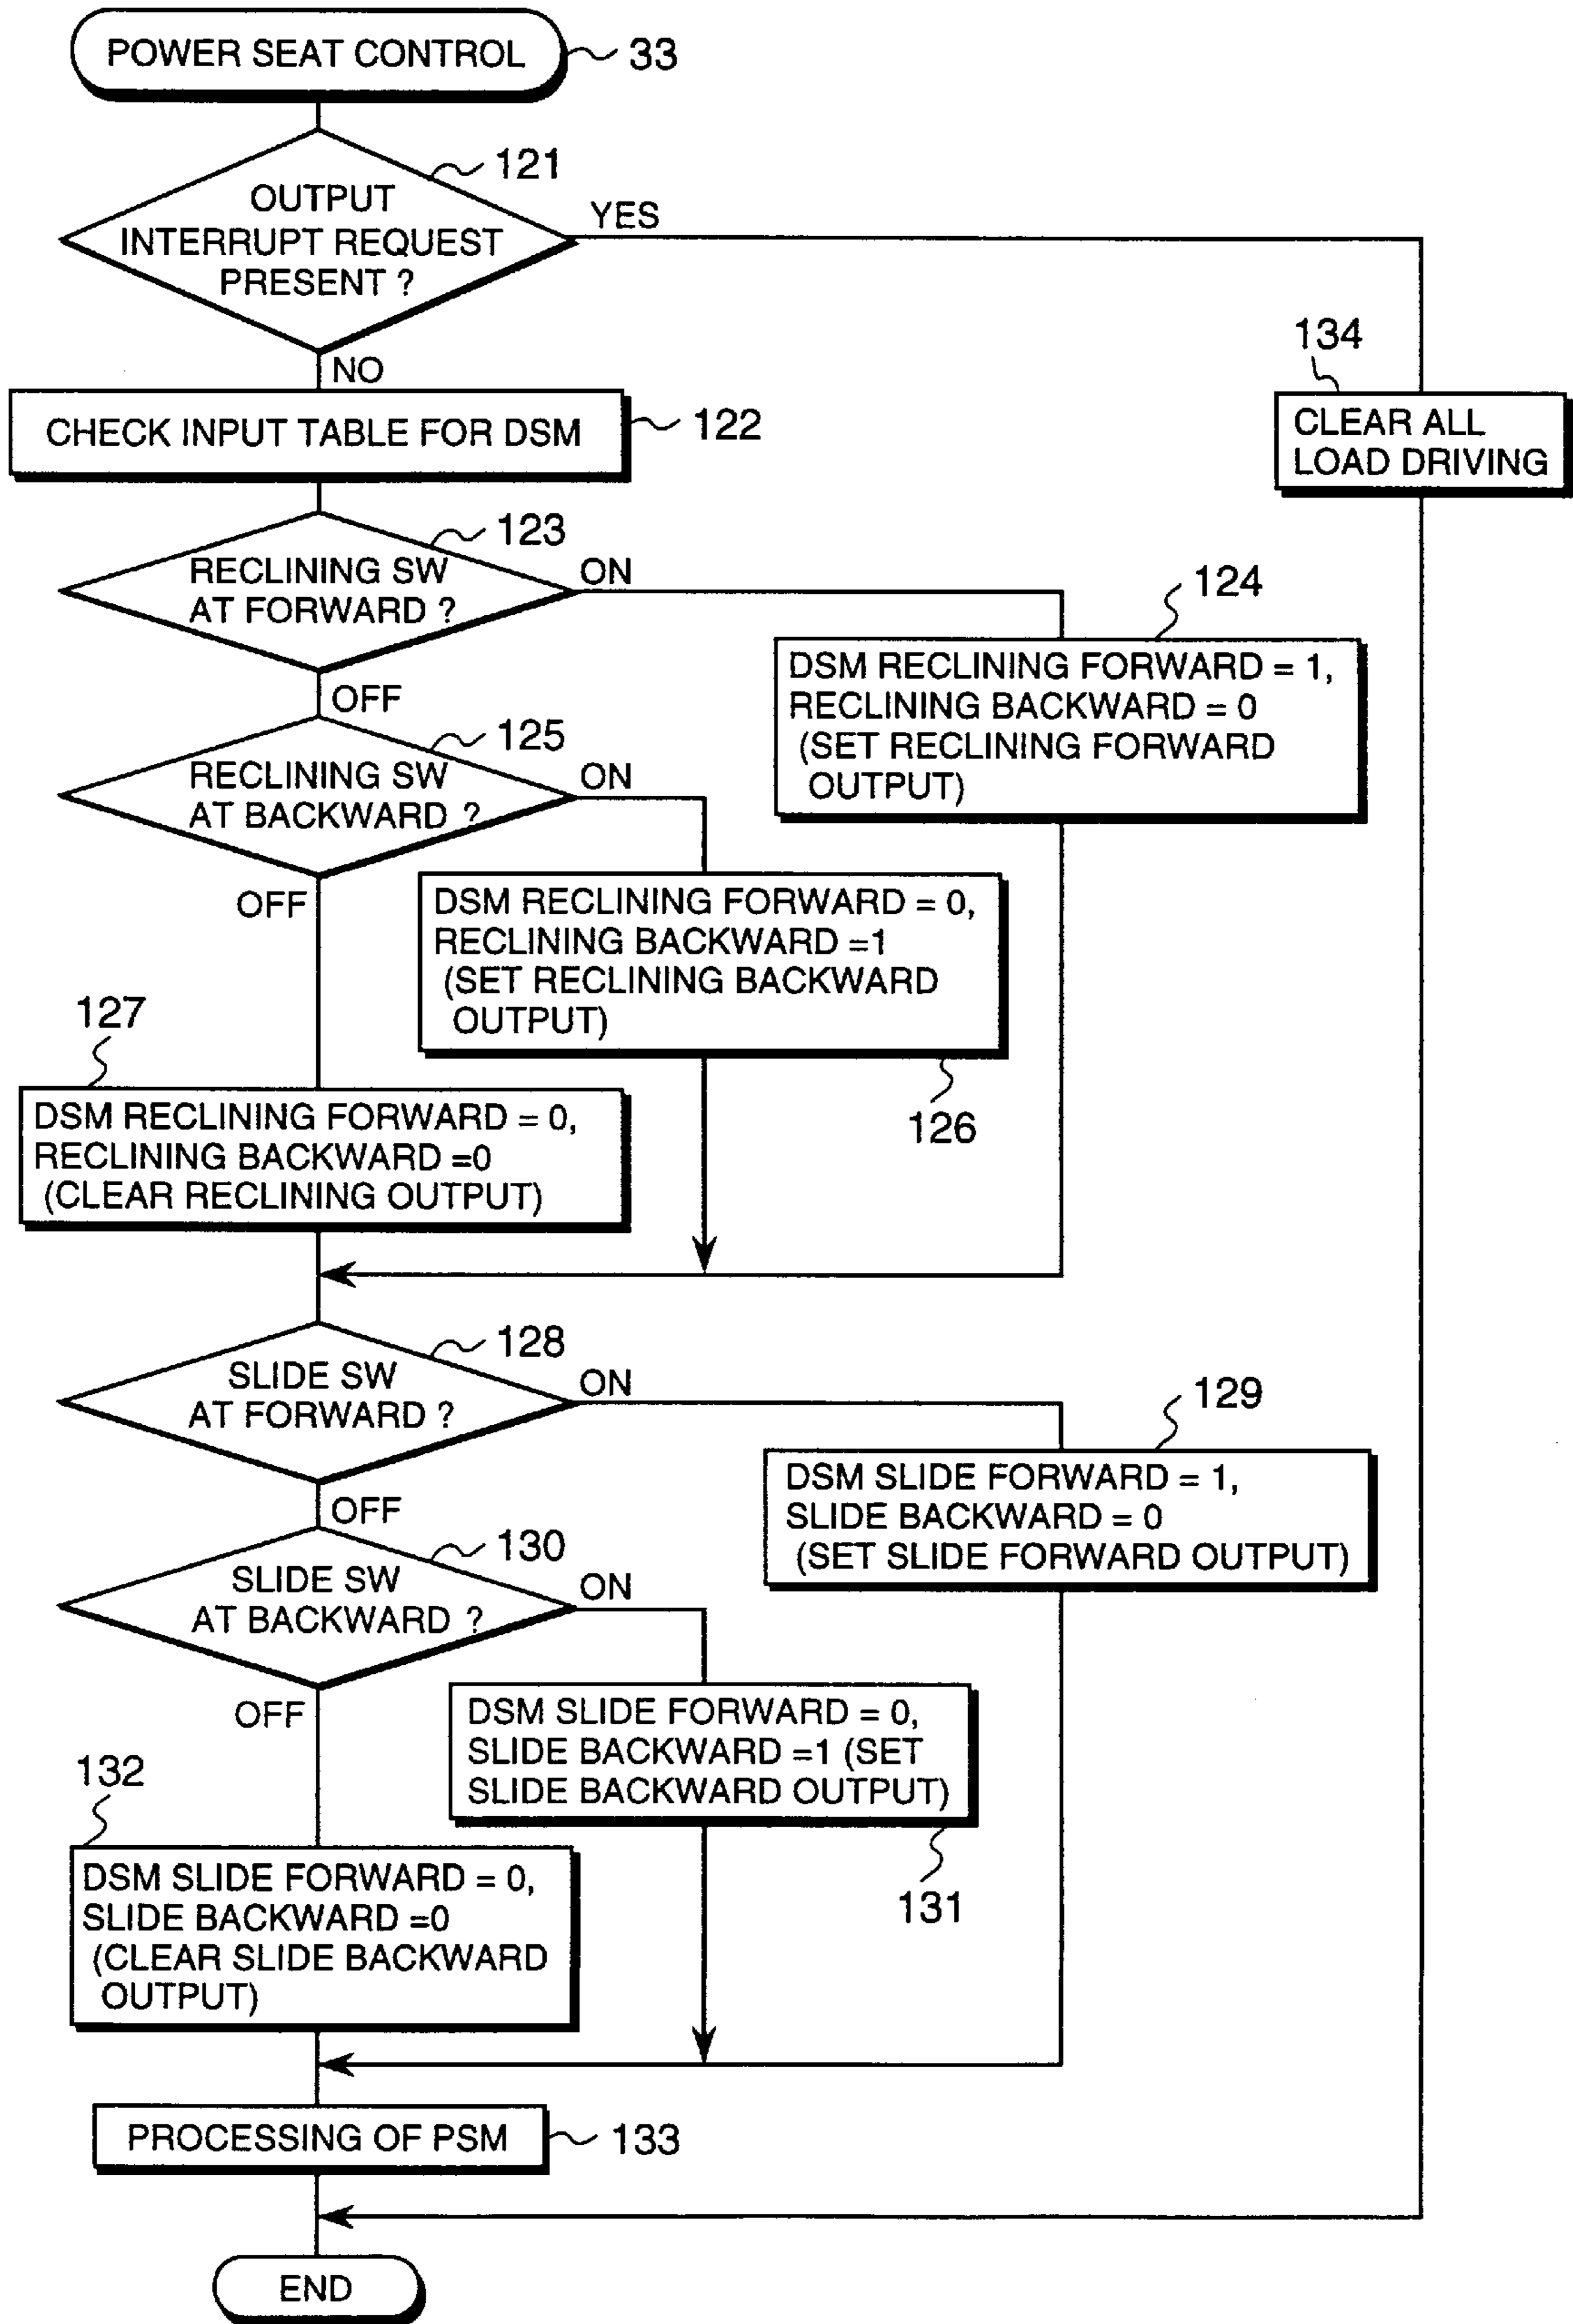 POWER SEAT CONTROL
33
121
OUTPUT
INTERRUPT REQUEST
PRESENT ?
YES
NO
134
CLEAR ALL
LOAD DRIVING
CHECK INPUT TABLE FOR DSM
122
123
RECLINING SW
AT FORWARD ?
ON
OFF
124
DSM RECLINING FORWARD = 1,
RECLINING BACKWARD = 0
(SET RECLINING FORWARD
OUTPUT)
125
RECLINING SW
AT BACKWARD ?
ON
OFF
DSM RECLINING FORWARD = 0,
RECLINING BACKWARD =1
(SET RECLINING BACKWARD
OUTPUT)
126
127
DSM RECLINING FORWARD = 0,
RECLINING BACKWARD =0
(CLEAR RECLINING OUTPUT)
128
SLIDE SW
AT FORWARD ?
ON
OFF
129
DSM SLIDE FORWARD = 1,
SLIDE BACKWARD = 0
(SET SLIDE FORWARD OUTPUT)
130
SLIDE SW
AT BACKWARD ?
ON
OFF
DSM SLIDE FORWARD = 0,
SLIDE BACKWARD =1 (SET
SLIDE BACKWARD OUTPUT)
131
132
DSM SLIDE FORWARD = 0,
SLIDE BACKWARD =0
(CLEAR SLIDE BACKWARD
OUTPUT)
PROCESSING OF PSM
133
END